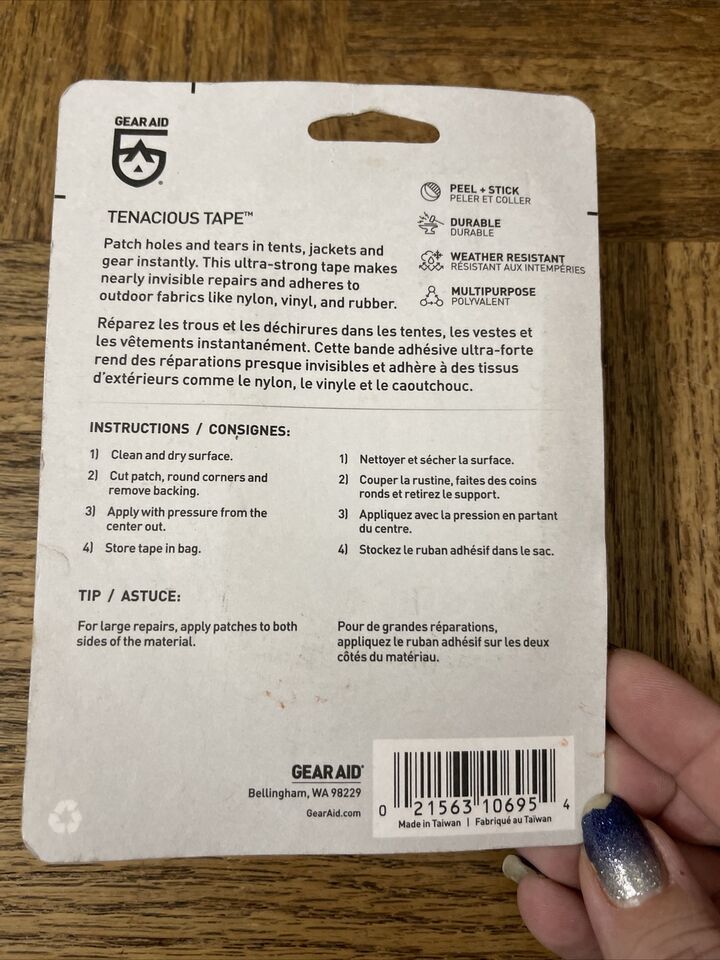 GEAR AID
TENACIOUS TAPE™
Patch holes and tears in tents, jackets and
gear instantly. This ultra-strong tape makes
nearly invisible repairs and adheres to
outdoor fabrics like nylon, vinyl, and rubber.
PEEL + STICK
PELER ET COLLER
DURABLE
DURABLE
WEATHER RESISTANT
RÉSISTANT AUX INTEMPÉRIES
MULTIPURPOSE
POLYVALENT
Réparez les trous et les déchirures dans les tentes, les vestes et
les vêtements instantanément. Cette bande adhésive ultra-forte
rend des réparations presque invisibles et adhère à des tissus
d'extérieurs comme le nylon, le vinyle et le caoutchouc.
INSTRUCTIONS / CONSIGNES:
1) Clean and dry surface.
2) Cut patch, round corners and
remove backing.
3) Apply with pressure from the
center out.
4) Store tape in bag.
1) Nettoyer et sécher la surface.
2) Couper la rustine, faites des coins
ronds et retirez le support.
3) Appliquez avec la pression en partant
du centre.
4) Stockez le ruban adhésif dans le sac.
TIP / ASTUCE:
For large repairs, apply patches to both
sides of the material.
Pour de grandes réparations,
appliquez le ruban adhésif sur les deux
côtés du matériau.
GEAR AID®
Bellingham, WA 98229
GearAid.com
0 21563 10695 4
Made in Taiwan | Fabriqué au Taïwan